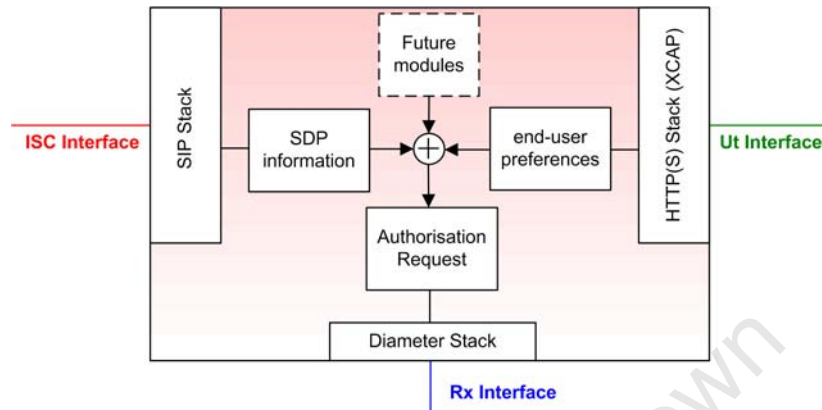 Future
modules
SIP Stack
HTTP(S) Stack (XCAP)
SDP
information
end-user
preferences
ISC Interface
Ut Interface
Authorisation
Request
Diameter Stack
Rx Interface